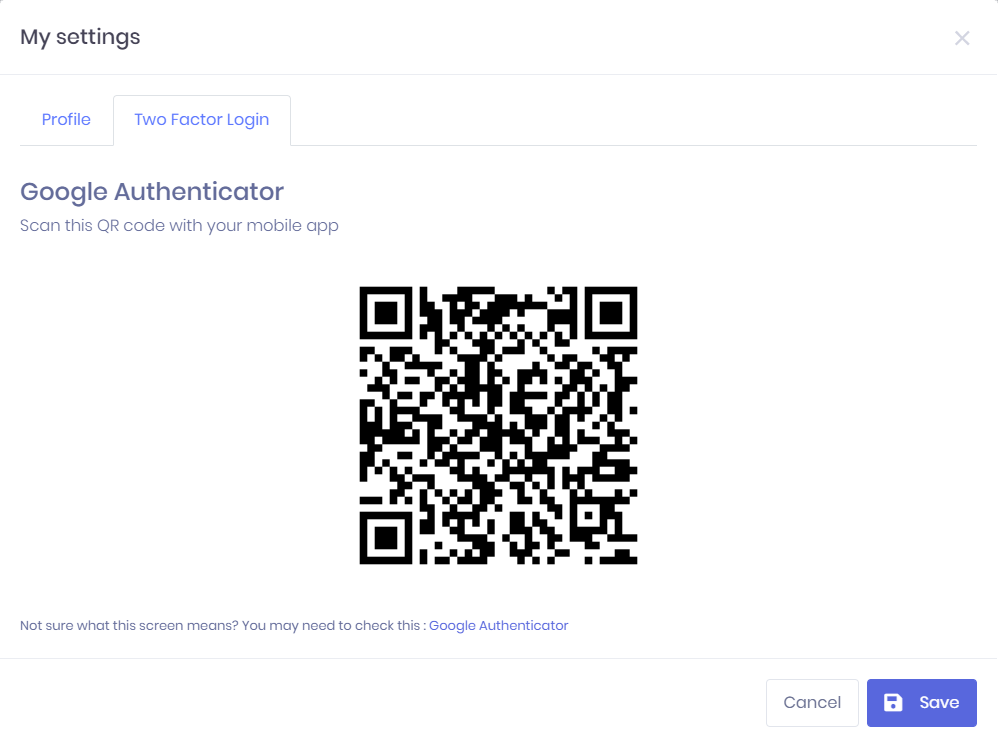 My settings
Profile
Two Factor Login
Google Authenticator
Scan this QR code with your mobile app
Not sure what this screen means? You may need to check this : Google Authenticator
Cancel
Save